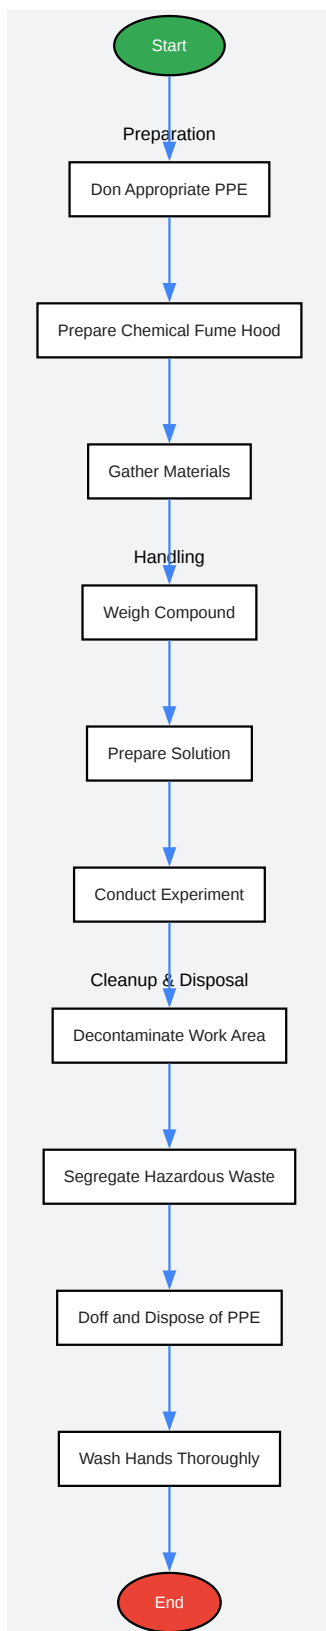 Start
Preparation
Don Appropriate PPE
Prepare Chemical Fume Hood
Gather Materials
Handling
Weigh Compound
Prepare Solution
Conduct Experiment
Cleanup & Disposal
Decontaminate Work Area
Segregate Hazardous Waste
Doff and Dispose of PPE
Wash Hands Thoroughly
End